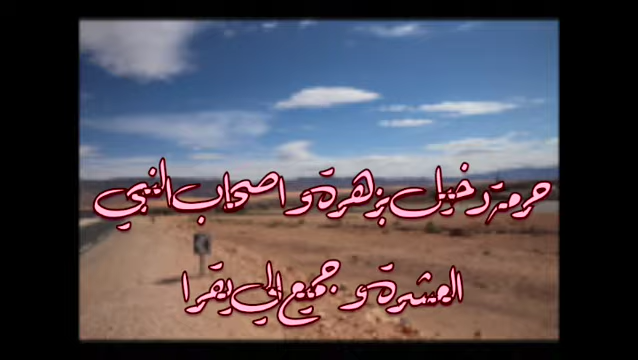 حرمة دخيل بزهرة و اصحاب النبي
العشرة و جميع الي يقرا